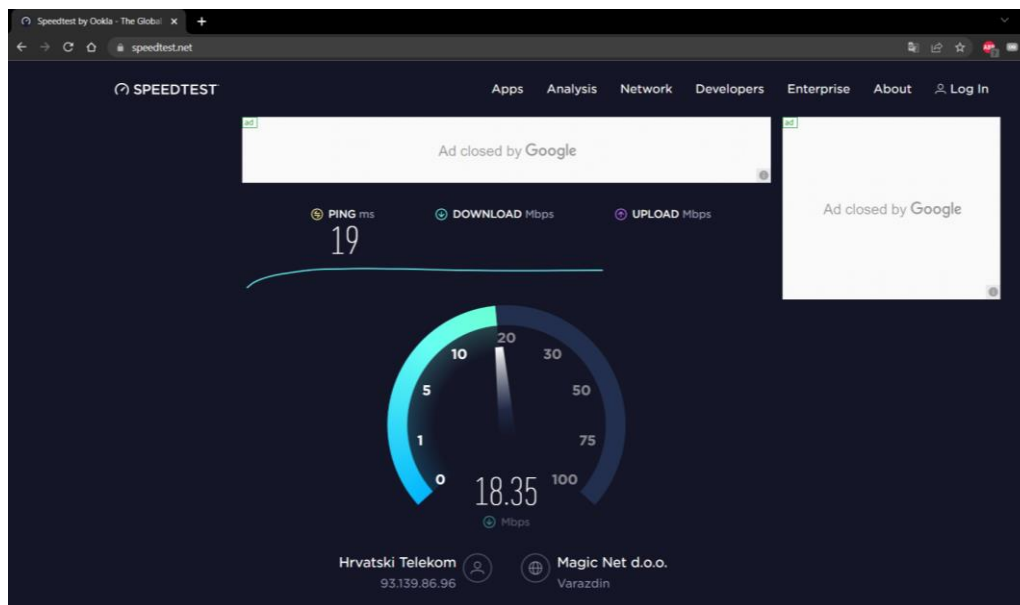 Speedtest by Ookla - The Global
speedtest.net
SPEEDTEST
Apps Analysis Network Developers Enterprise About Log In
ad
Ad closed by Google
ad
Ad closed by Google
PING ms DOWNLOAD Mbps UPLOAD Mbps
19
0
1
5
10
20
30
50
75
100
18.35
Mbps
Hrvatski Telekom
93.139.86.96
Magic Net d.o.o.
Varazdin